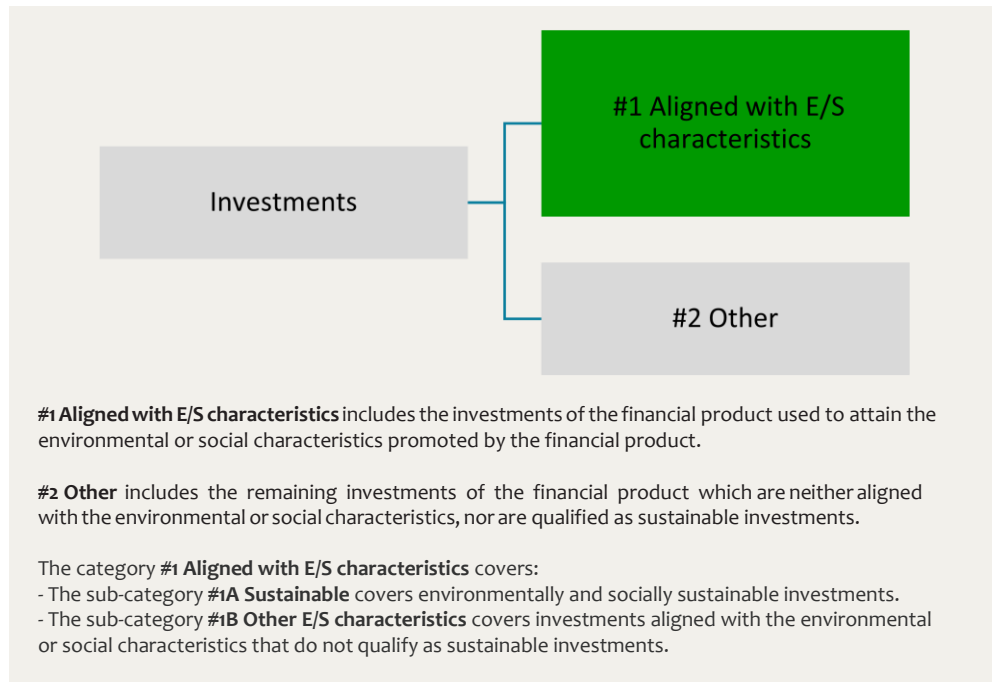 #1 Aligned with E/S
characteristics
Investments
#2 Other
#1 Aligned with E/S characteristics includes the investments of the financial product used to attain the
environmental or social characteristics promoted by the financial product.
#2 Other includes the remaining investments of the financial product which are neither aligned
with the environmental or social characteristics, nor are qualified as sustainable investments.
The category #1 Aligned with E/S characteristics covers:
- The sub-category #1A Sustainable covers environmentally and socially sustainable investments.
- The sub-category #1B Other E/S characteristics covers investments aligned with the environmental
or social characteristics that do not qualify as sustainable investments.